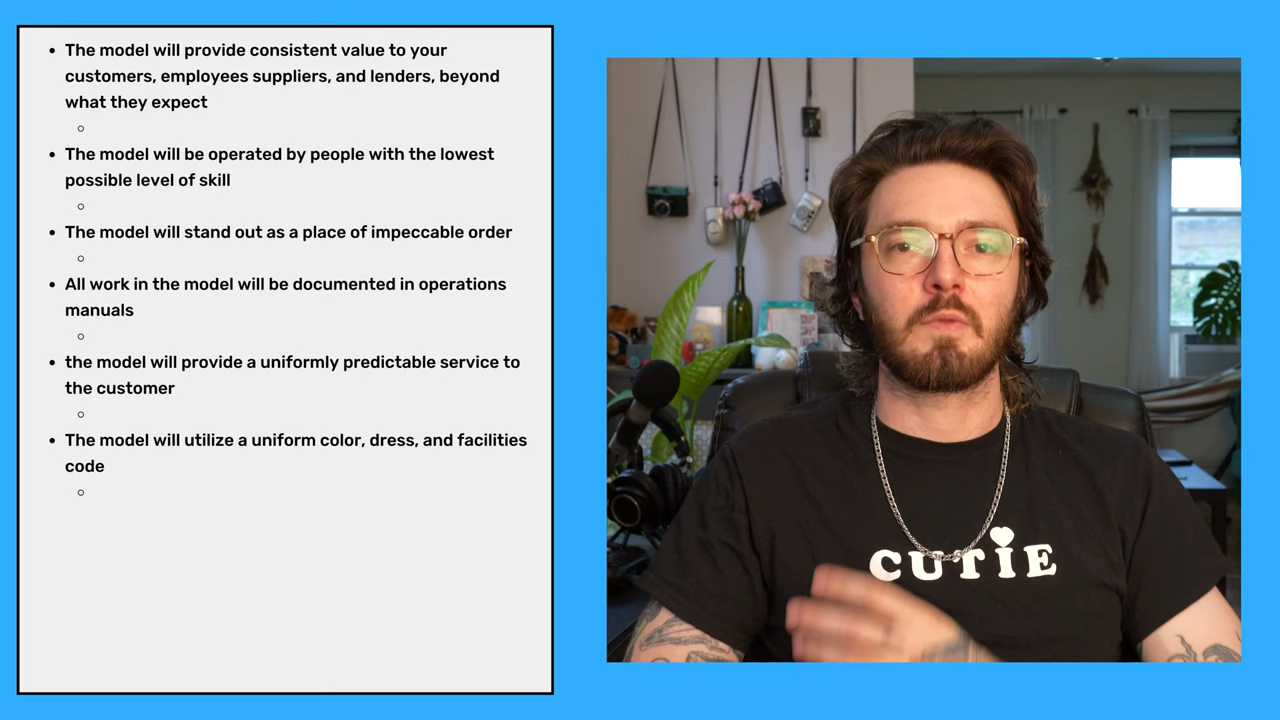 The model will provide consistent value to your
customers, employees suppliers, and lenders, beyond
what they expect
The model will be operated by people with the lowest
possible level of skill
The model will stand out as a place of impeccable order
All work in the model will be documented in operations
manuals
the model will provide a uniformly predictable service to
the customer
The model will utilize a uniform color, dress, and facilities
code
CUTiE